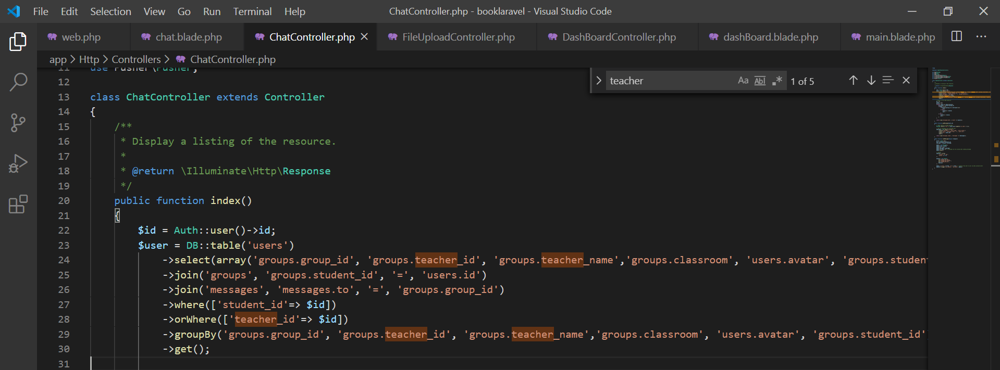 File Edit Selection View Go Run Terminal Help ChatController.php - booklaravel - Visual Studio Code
web.php chat.blade.php ChatController.php FileUploadController.php DashBoardController.php dashBoard.blade.php main.blade.php
app > Http > Controllers > ChatController.php
teacher Aa Abl .* 1 of 5
11 use Pusher\Pusher;
12
13 class ChatController extends Controller
14 {
15 /**
16 * Display a listing of the resource.
17 *
18 * @return \Illuminate\Http\Response
19 */
20 public function index()
21 {
22 $id = Auth::user()->id;
23 $user = DB::table('users')
24 ->select(array('groups.group_id', 'groups.teacher_id', 'groups.teacher_name','groups.classroom', 'users.avatar', 'groups.student
25 ->join('groups', 'groups.student_id', '=', 'users.id')
26 ->join('messages', 'messages.to', '=', 'groups.group_id')
27 ->where(['student_id'=> $id])
28 ->orWhere(['teacher_id'=> $id])
29 ->groupBy('groups.group_id', 'groups.teacher_id', 'groups.teacher_name','groups.classroom', 'users.avatar', 'groups.student_id'
30 ->get();
31